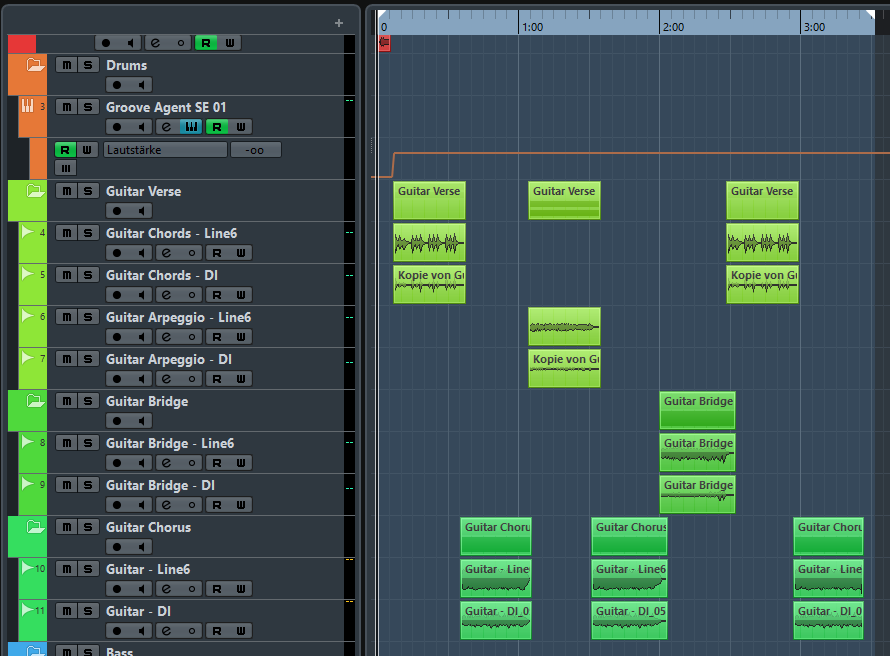 +
0 1:00 2:00 3:00
e R W
m S Drums
3 m S Groove Agent SE 01
e R W
R W Lautstärke -oo
m S Guitar Verse
Guitar Verse Guitar Verse Guitar Verse
4 m S Guitar Chords - Line6
e R W
5 m S Guitar Chords - DI
e R W
Kopie von Gu Kopie von Gu
6 m S Guitar Arpeggio - Line6
e R W
7 m S Guitar Arpeggio - DI
e R W
Kopie von Gu
m S Guitar Bridge
Guitar Bridge
8 m S Guitar Bridge - Line6
e R W
Guitar Bridge
9 m S Guitar Bridge - DI
e R W
Guitar Bridge
m S Guitar Chorus
Guitar Choru Guitar Chorus Guitar Choru
10 m S Guitar - Line6
e R W
Guitar - Line Guitar - Line6 Guitar - Line
11 m S Guitar - DI
e R W
Guitar - DI_0 Guitar - DI_05 Guitar - DI_0
m S Bass